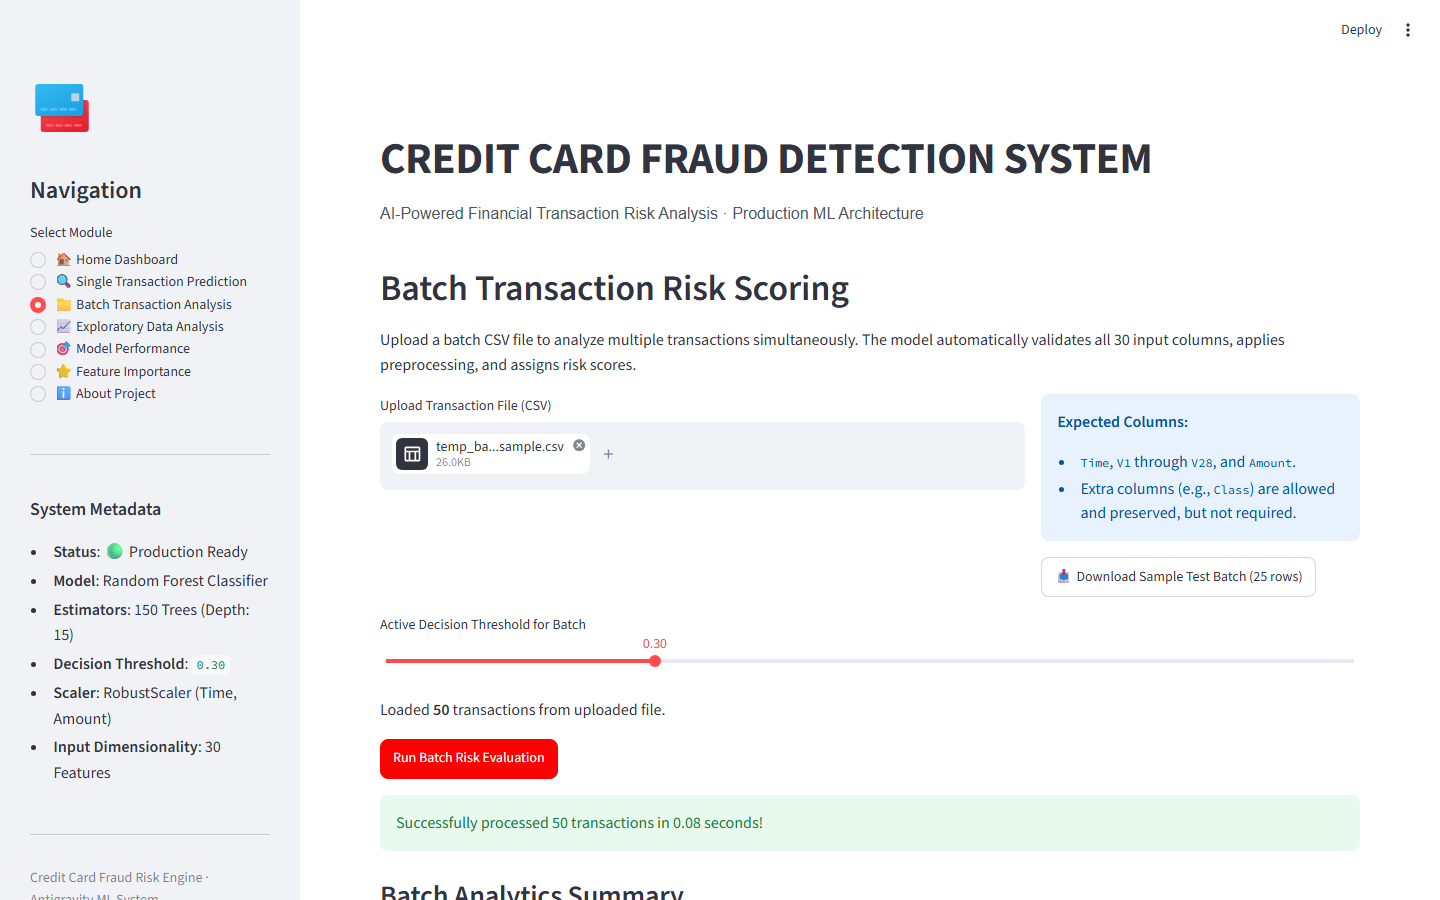 Deploy
Navigation
Select Module
Home Dashboard
Single Transaction Prediction
Batch Transaction Analysis
Exploratory Data Analysis
Model Performance
Feature Importance
About Project
System Metadata
Status: Production Ready
Model: Random Forest Classifier
Estimators: 150 Trees (Depth:
15)
Decision Threshold: 0.30
Scaler: RobustScaler (Time,
Amount)
Input Dimensionality: 30
Features
Credit Card Fraud Risk Engine ·
Antigravity ML System
CREDIT CARD FRAUD DETECTION SYSTEM
AI-Powered Financial Transaction Risk Analysis · Production ML Architecture
Batch Transaction Risk Scoring
Upload a batch CSV file to analyze multiple transactions simultaneously. The model automatically validates all 30 input columns, applies
preprocessing, and assigns risk scores.
Upload Transaction File (CSV)
temp_ba...sample.csv
26.0KB
Expected Columns:
Time, V1 through V28, and Amount.
Extra columns (e.g., Class) are allowed
and preserved, but not required.
Download Sample Test Batch (25 rows)
Active Decision Threshold for Batch
0.30
Loaded 50 transactions from uploaded file.
Run Batch Risk Evaluation
Successfully processed 50 transactions in 0.08 seconds!
Batch Analytics Summary